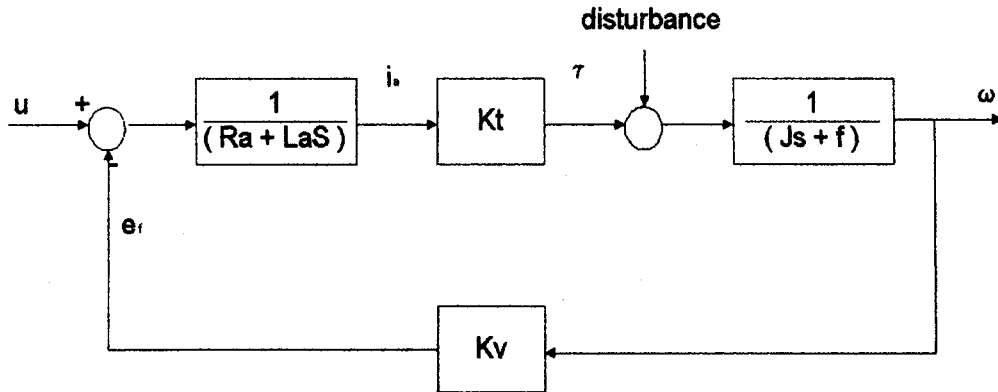 disturbance
u
+
-
1
( Ra + LaS )
ia
Kt
τ
1
( Js + f )
ω
ef
Kv